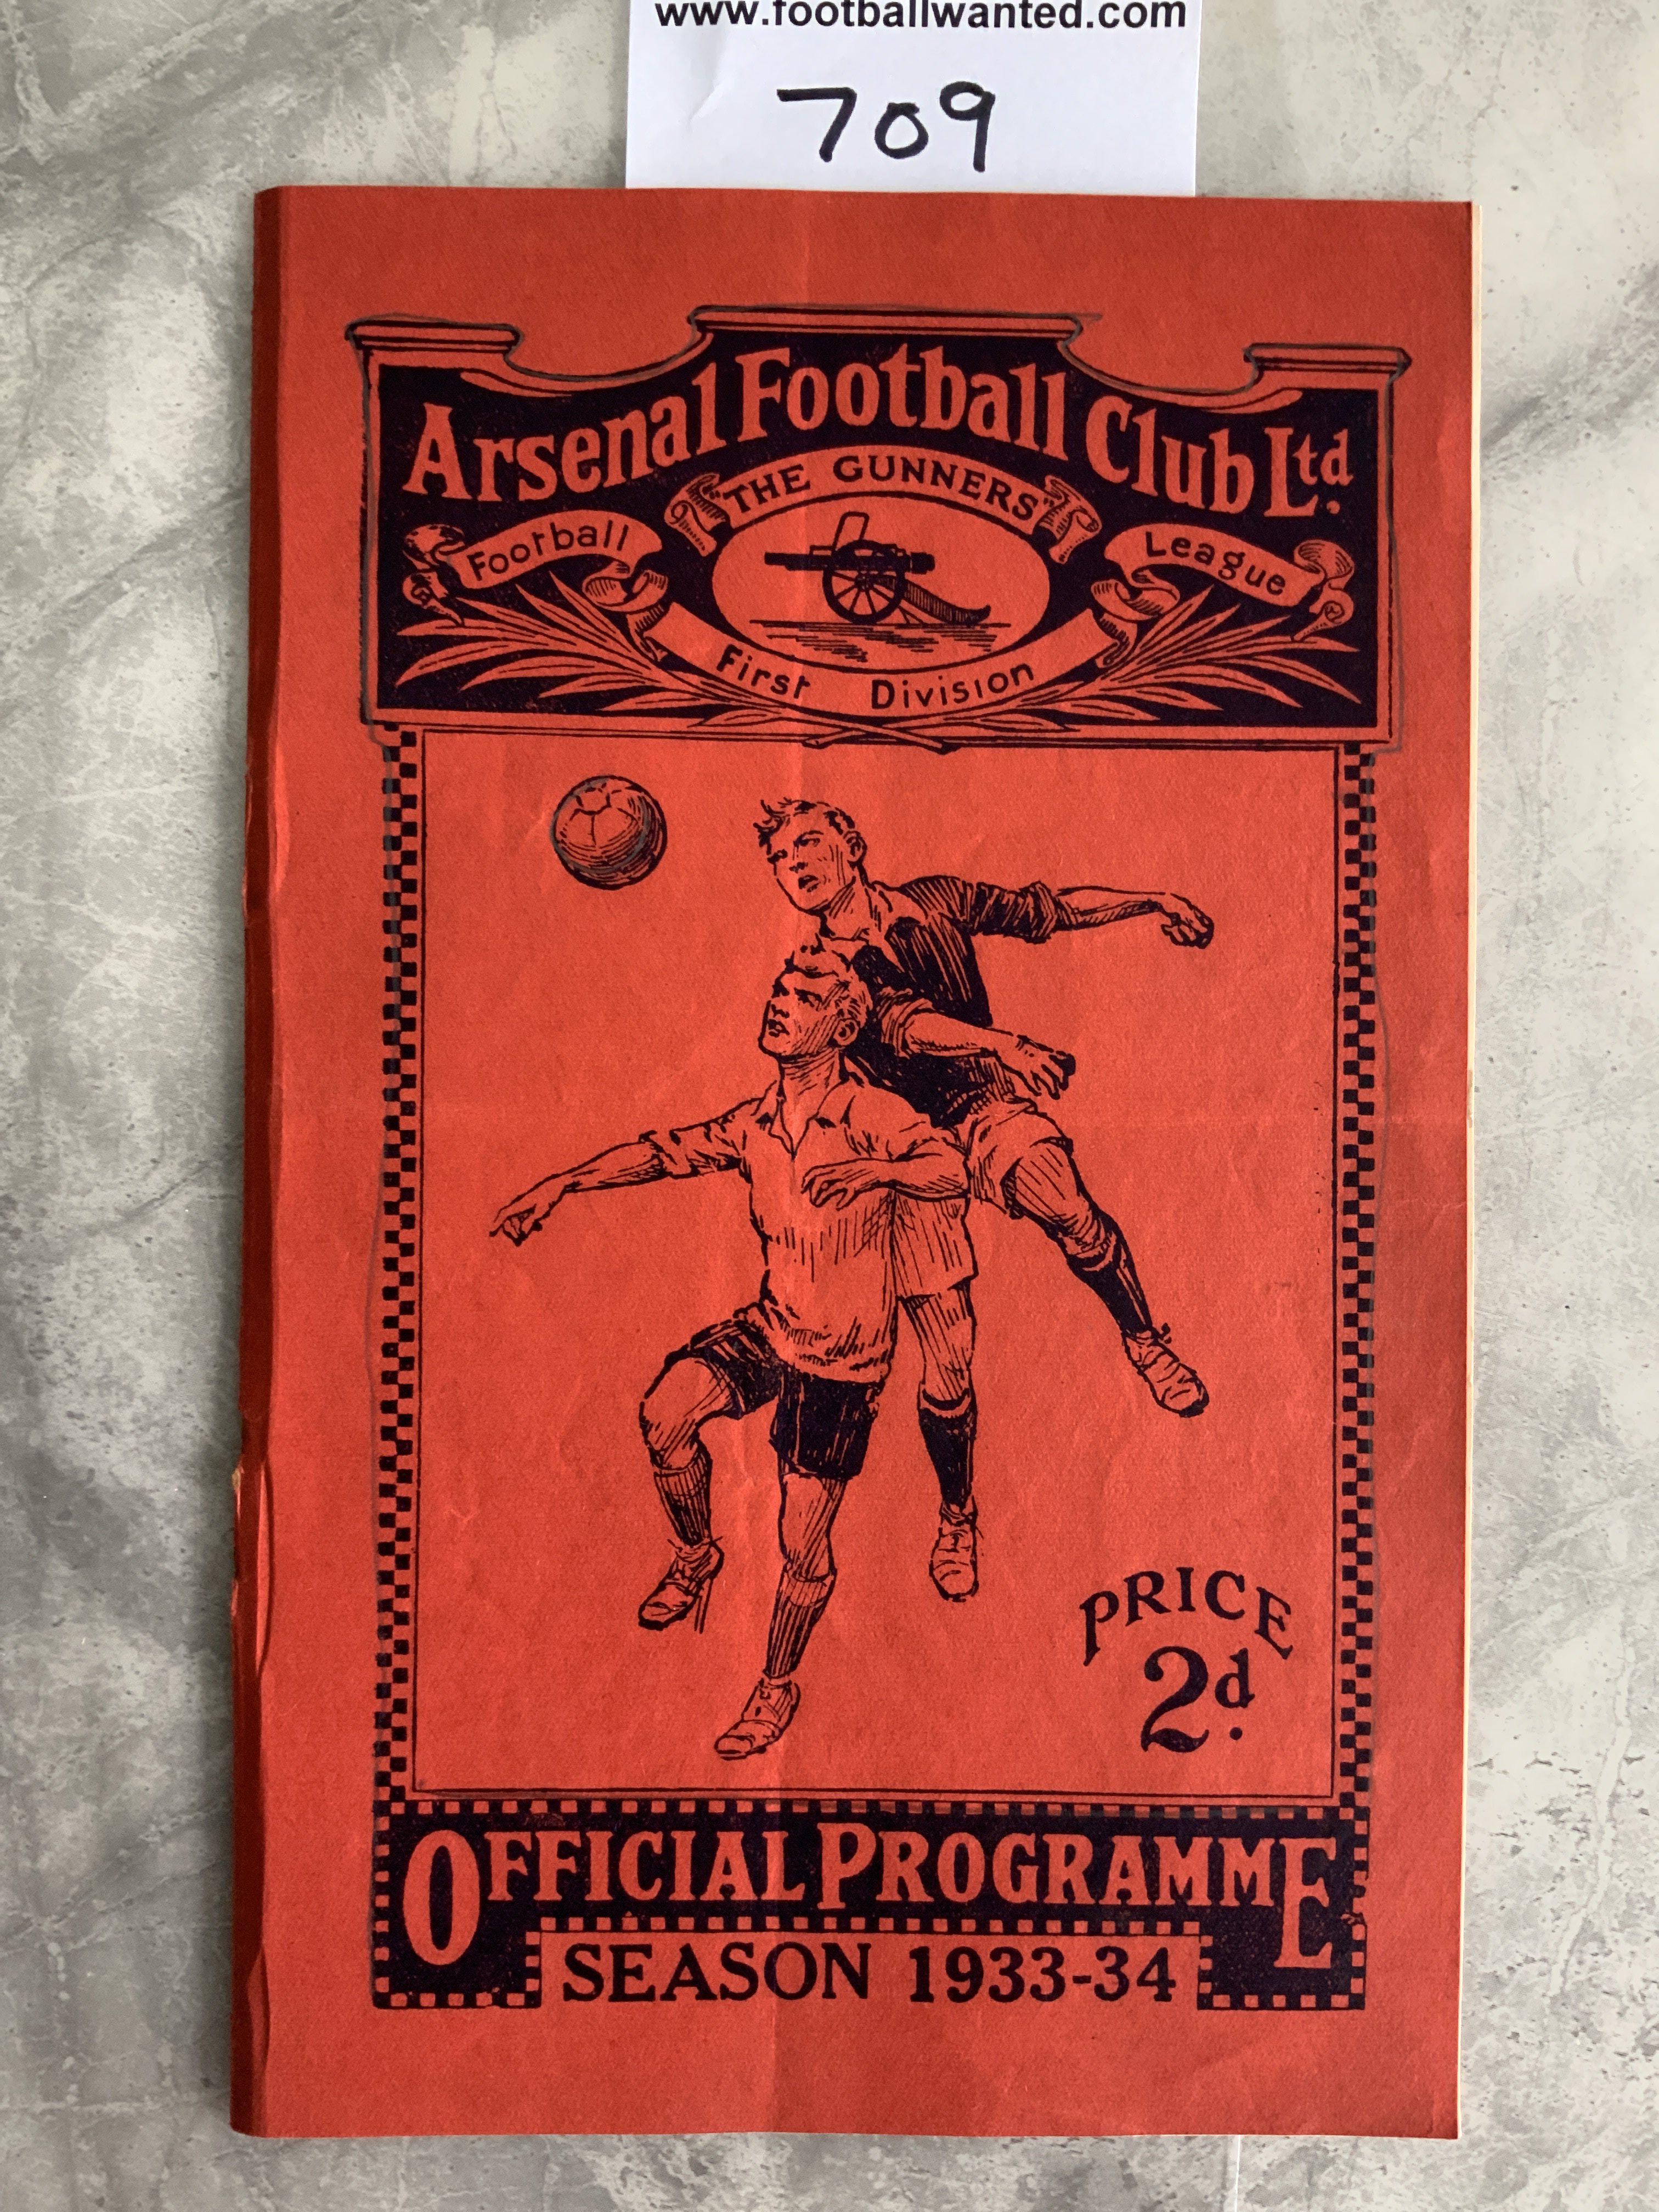 www.footballwanted.com
709
Arsenal Football Club Ltd.
"THE GUNNERS"
Football League
First Division
PRICE
2d.
OFFICIAL PROGRAMME
SEASON 1933-34